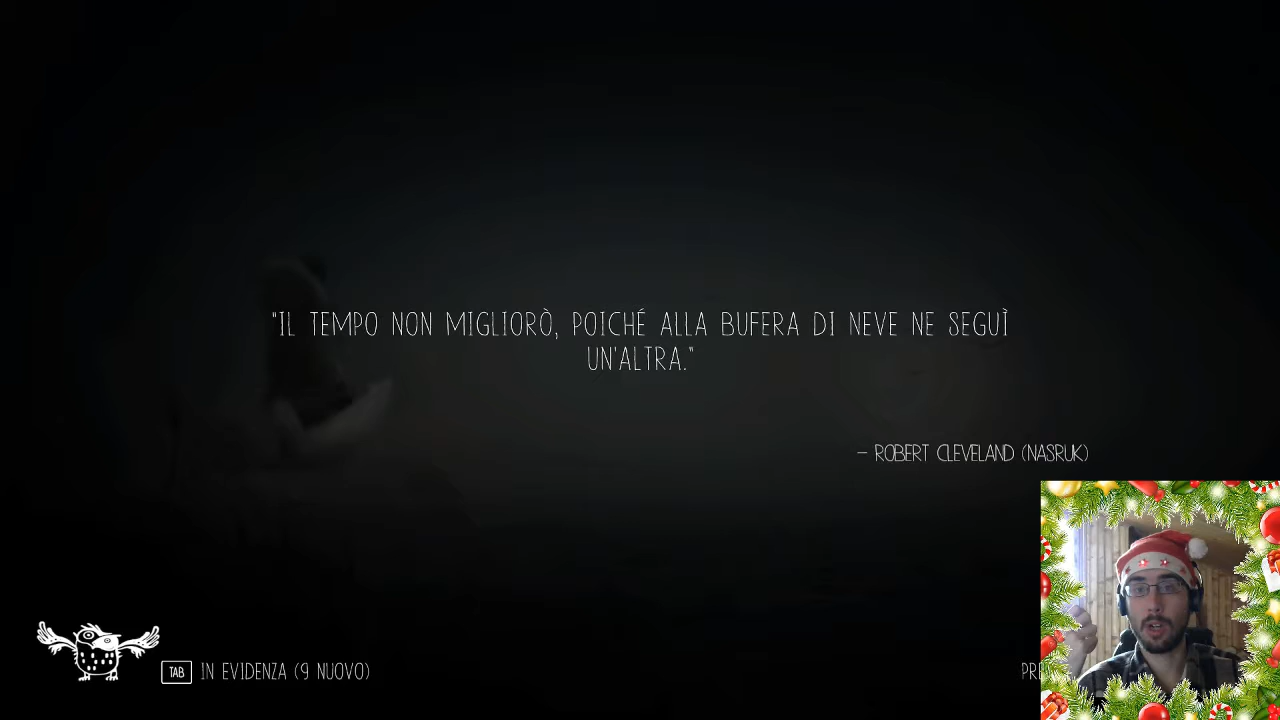 "IL TEMPO NON MIGLIORÒ, POICHÉ ALLA BUFERA DI NEVE NE SEGUÌ
UN'ALTRA."
– ROBERT CLEVELAND (NASRUK)
TAB IN EVIDENZA (9 NUOVO)